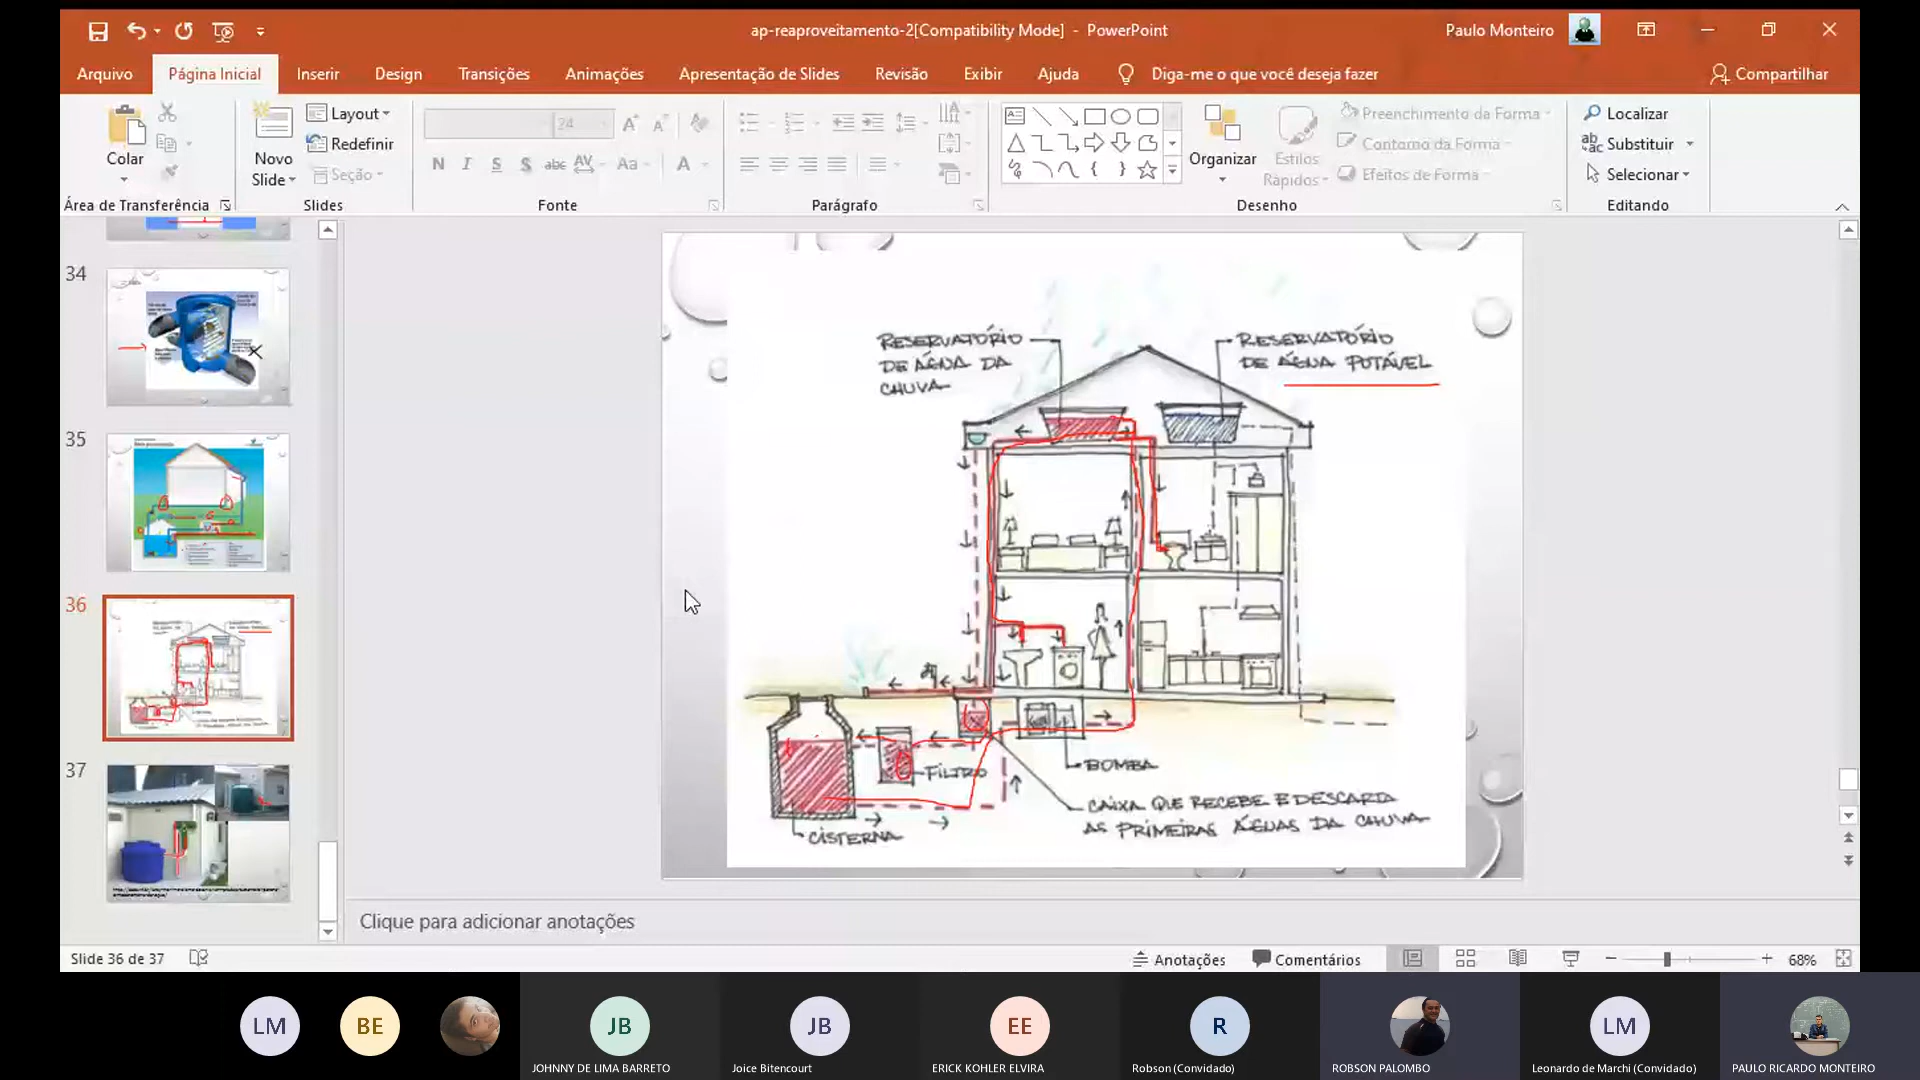 ap-reaproveitamento-2[Compatibility Mode] - PowerPoint
Paulo Monteiro
Arquivo
Página Inicial
Inserir
Design
Transições
Animações
Apresentação de Slides
Revisão
Exibir
Ajuda
Diga-me o que você deseja fazer
Compartilhar
Colar
Área de Transferência
Novo
Slide
Layout
Redefinir
Seção
Slides
24
N I S S abc AV Aa A
Fonte
Parágrafo
Organizar
Estilos
Rápidos
Preenchimento da Forma
Contorno da Forma
Efeitos de Forma
Desenho
Localizar
Substituir
Selecionar
Editando
34
35
36
37
RESERVATÓRIO
DE ÁGUA DA
CHUVA
RESERVATÓRIO
DE ÁGUA POTÁVEL
FILTRO
BOMBA
CISTERNA
CAIXA QUE RECEBE E DESCARTA
AS PRIMEIRAS ÁGUAS DA CHUVA
Clique para adicionar anotações
Slide 36 de 37
Anotações
Comentários
68%
LM
BE
JB
JOHNNY DE LIMA BARRETO
JB
Joice Bitencourt
EE
ERICK KOHLER ELVIRA
R
Robson (Convidado)
ROBSON PALOMBO
LM
Leonardo de Marchi (Convidado)
PAULO RICARDO MONTEIRO